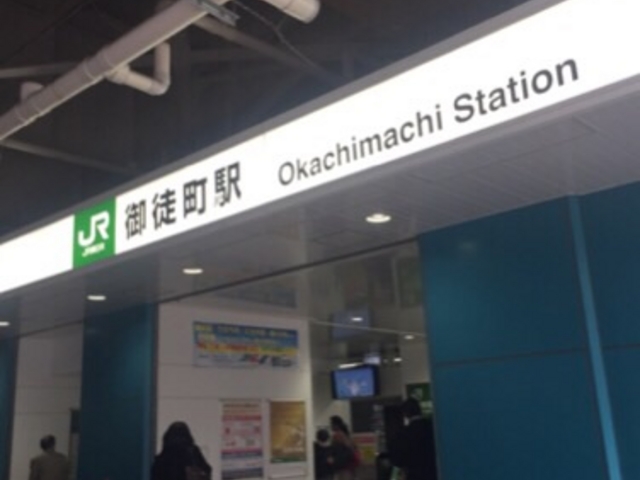 JR 御徒町駅 Okachimachi Station